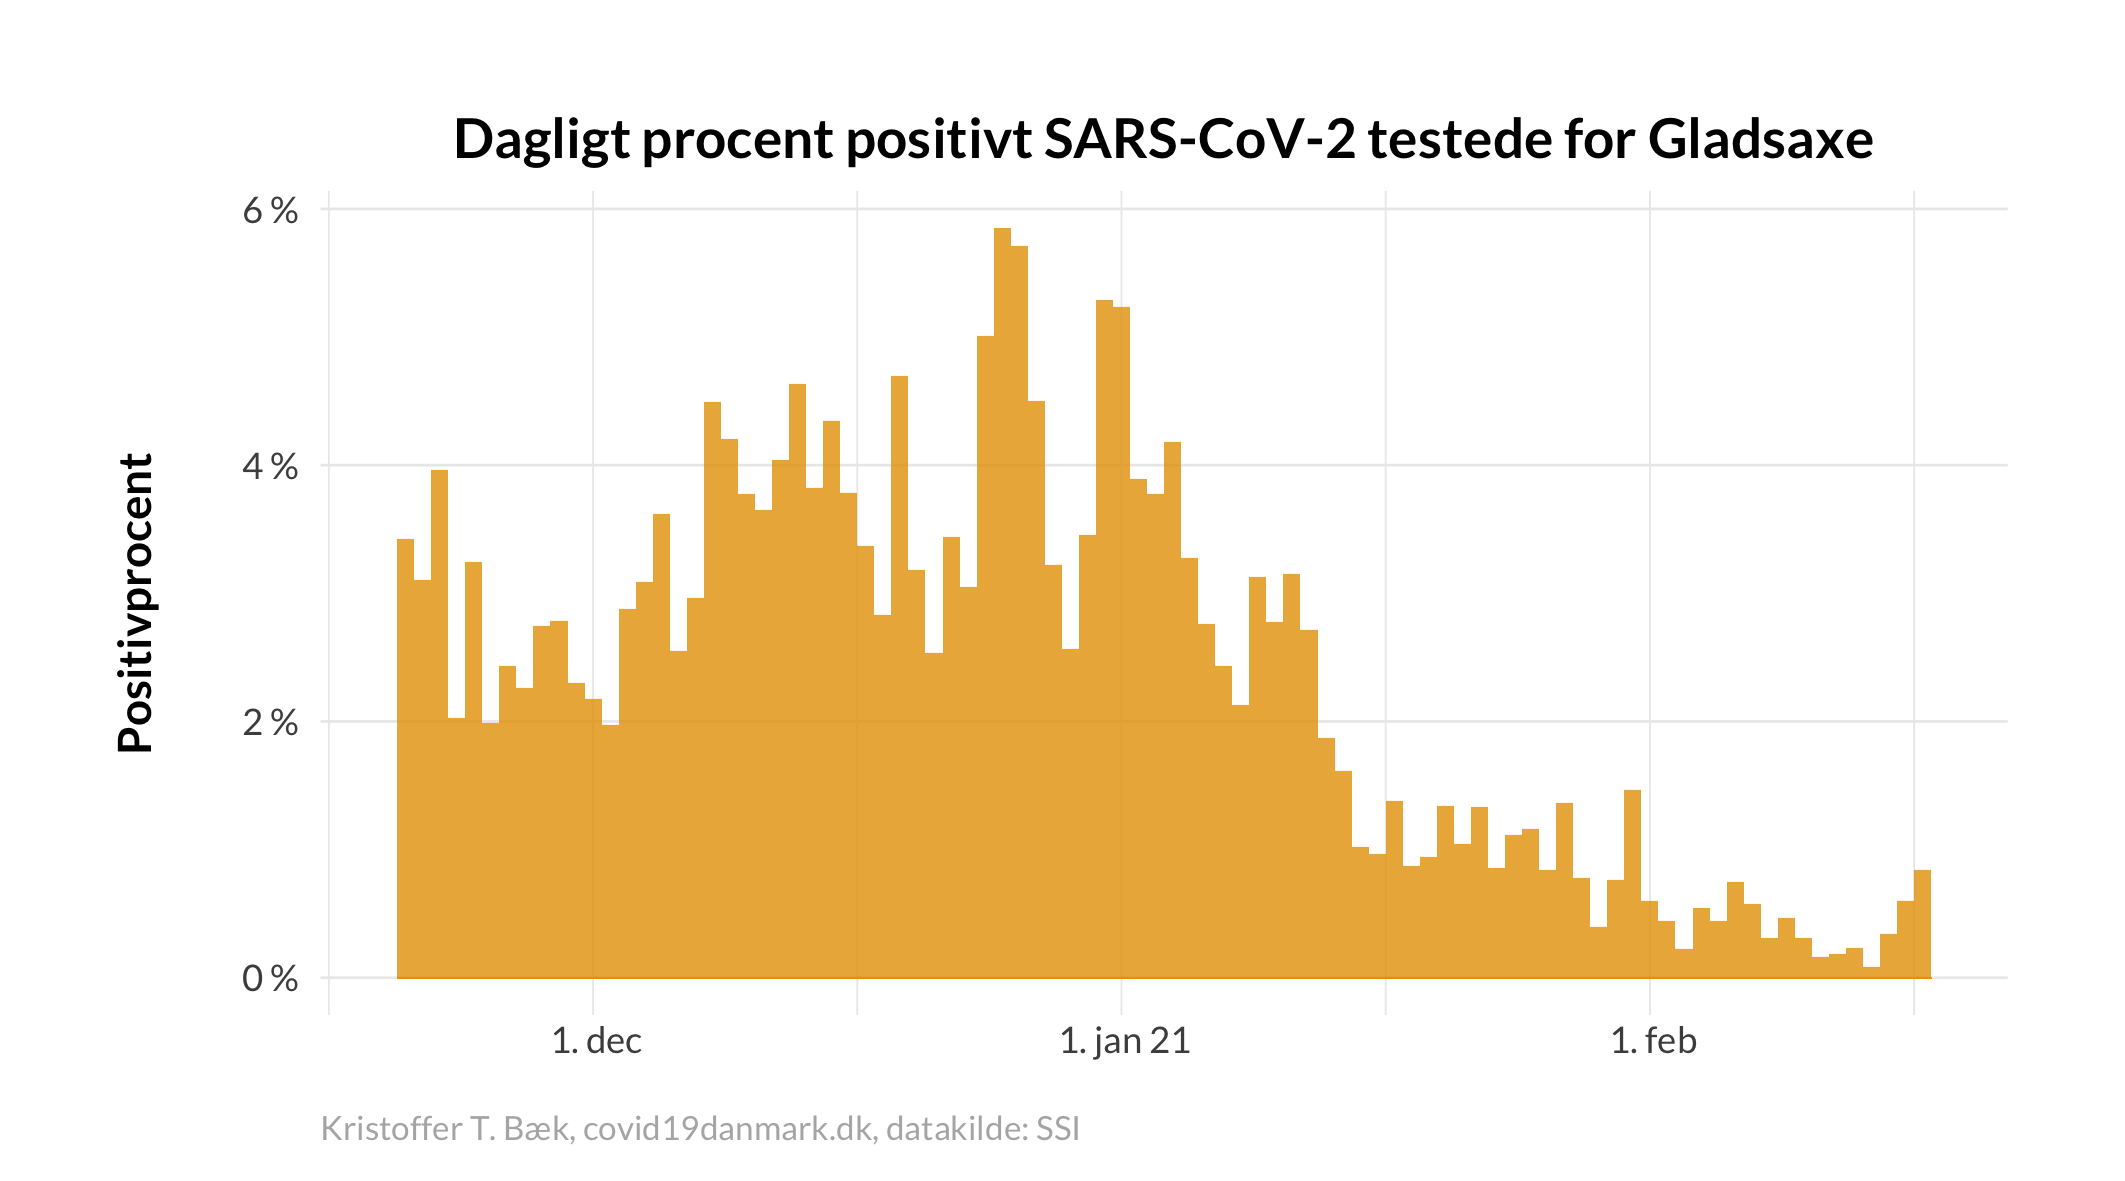 Dagligt procent positivt SARS-CoV-2 testede for Gladsaxe
Positivprocent
6 %
4 %
2 %
0 %
1. dec
1. jan 21
1. feb
Kristoffer T. Bæk, covid19danmark.dk, datakilde: SSI